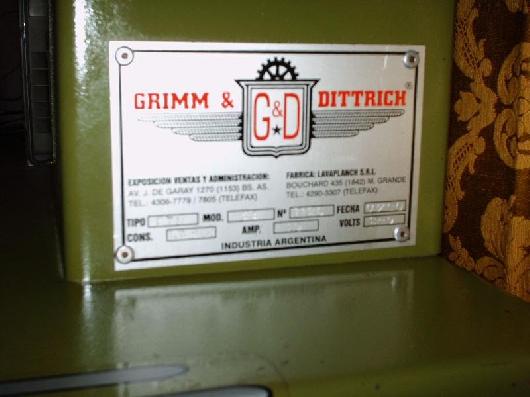 GRIMM & G&D DITTRICH ®
EXPOSICION VENTAS Y ADMINISTRACION:
AV. J. DE GARAY 1270 (1153) BS. AS.
TEL.: 4306-7779 / 7805 (TELEFAX)
FABRICA: LAVAPLANCH S.R.L
BOUCHARD 435 (1842) M. GRANDE
TEL.: 4290-5307 (TELEFAX)
TIPO MOD. Nº FECHA
CONS. AMP. VOLTS
INDUSTRIA ARGENTINA